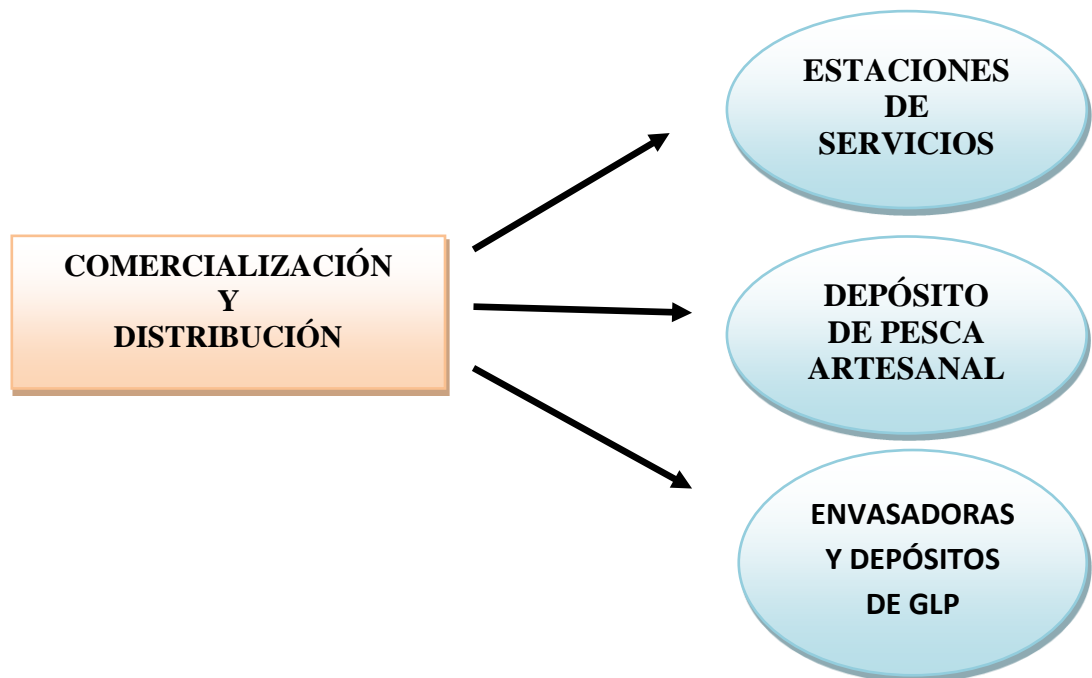 COMERCIALIZACIÓN
Y
DISTRIBUCIÓN
ESTACIONES
DE
SERVICIOS
DEPÓSITO
DE PESCA
ARTESANAL
ENVASADORAS
Y DEPÓSITOS
DE GLP